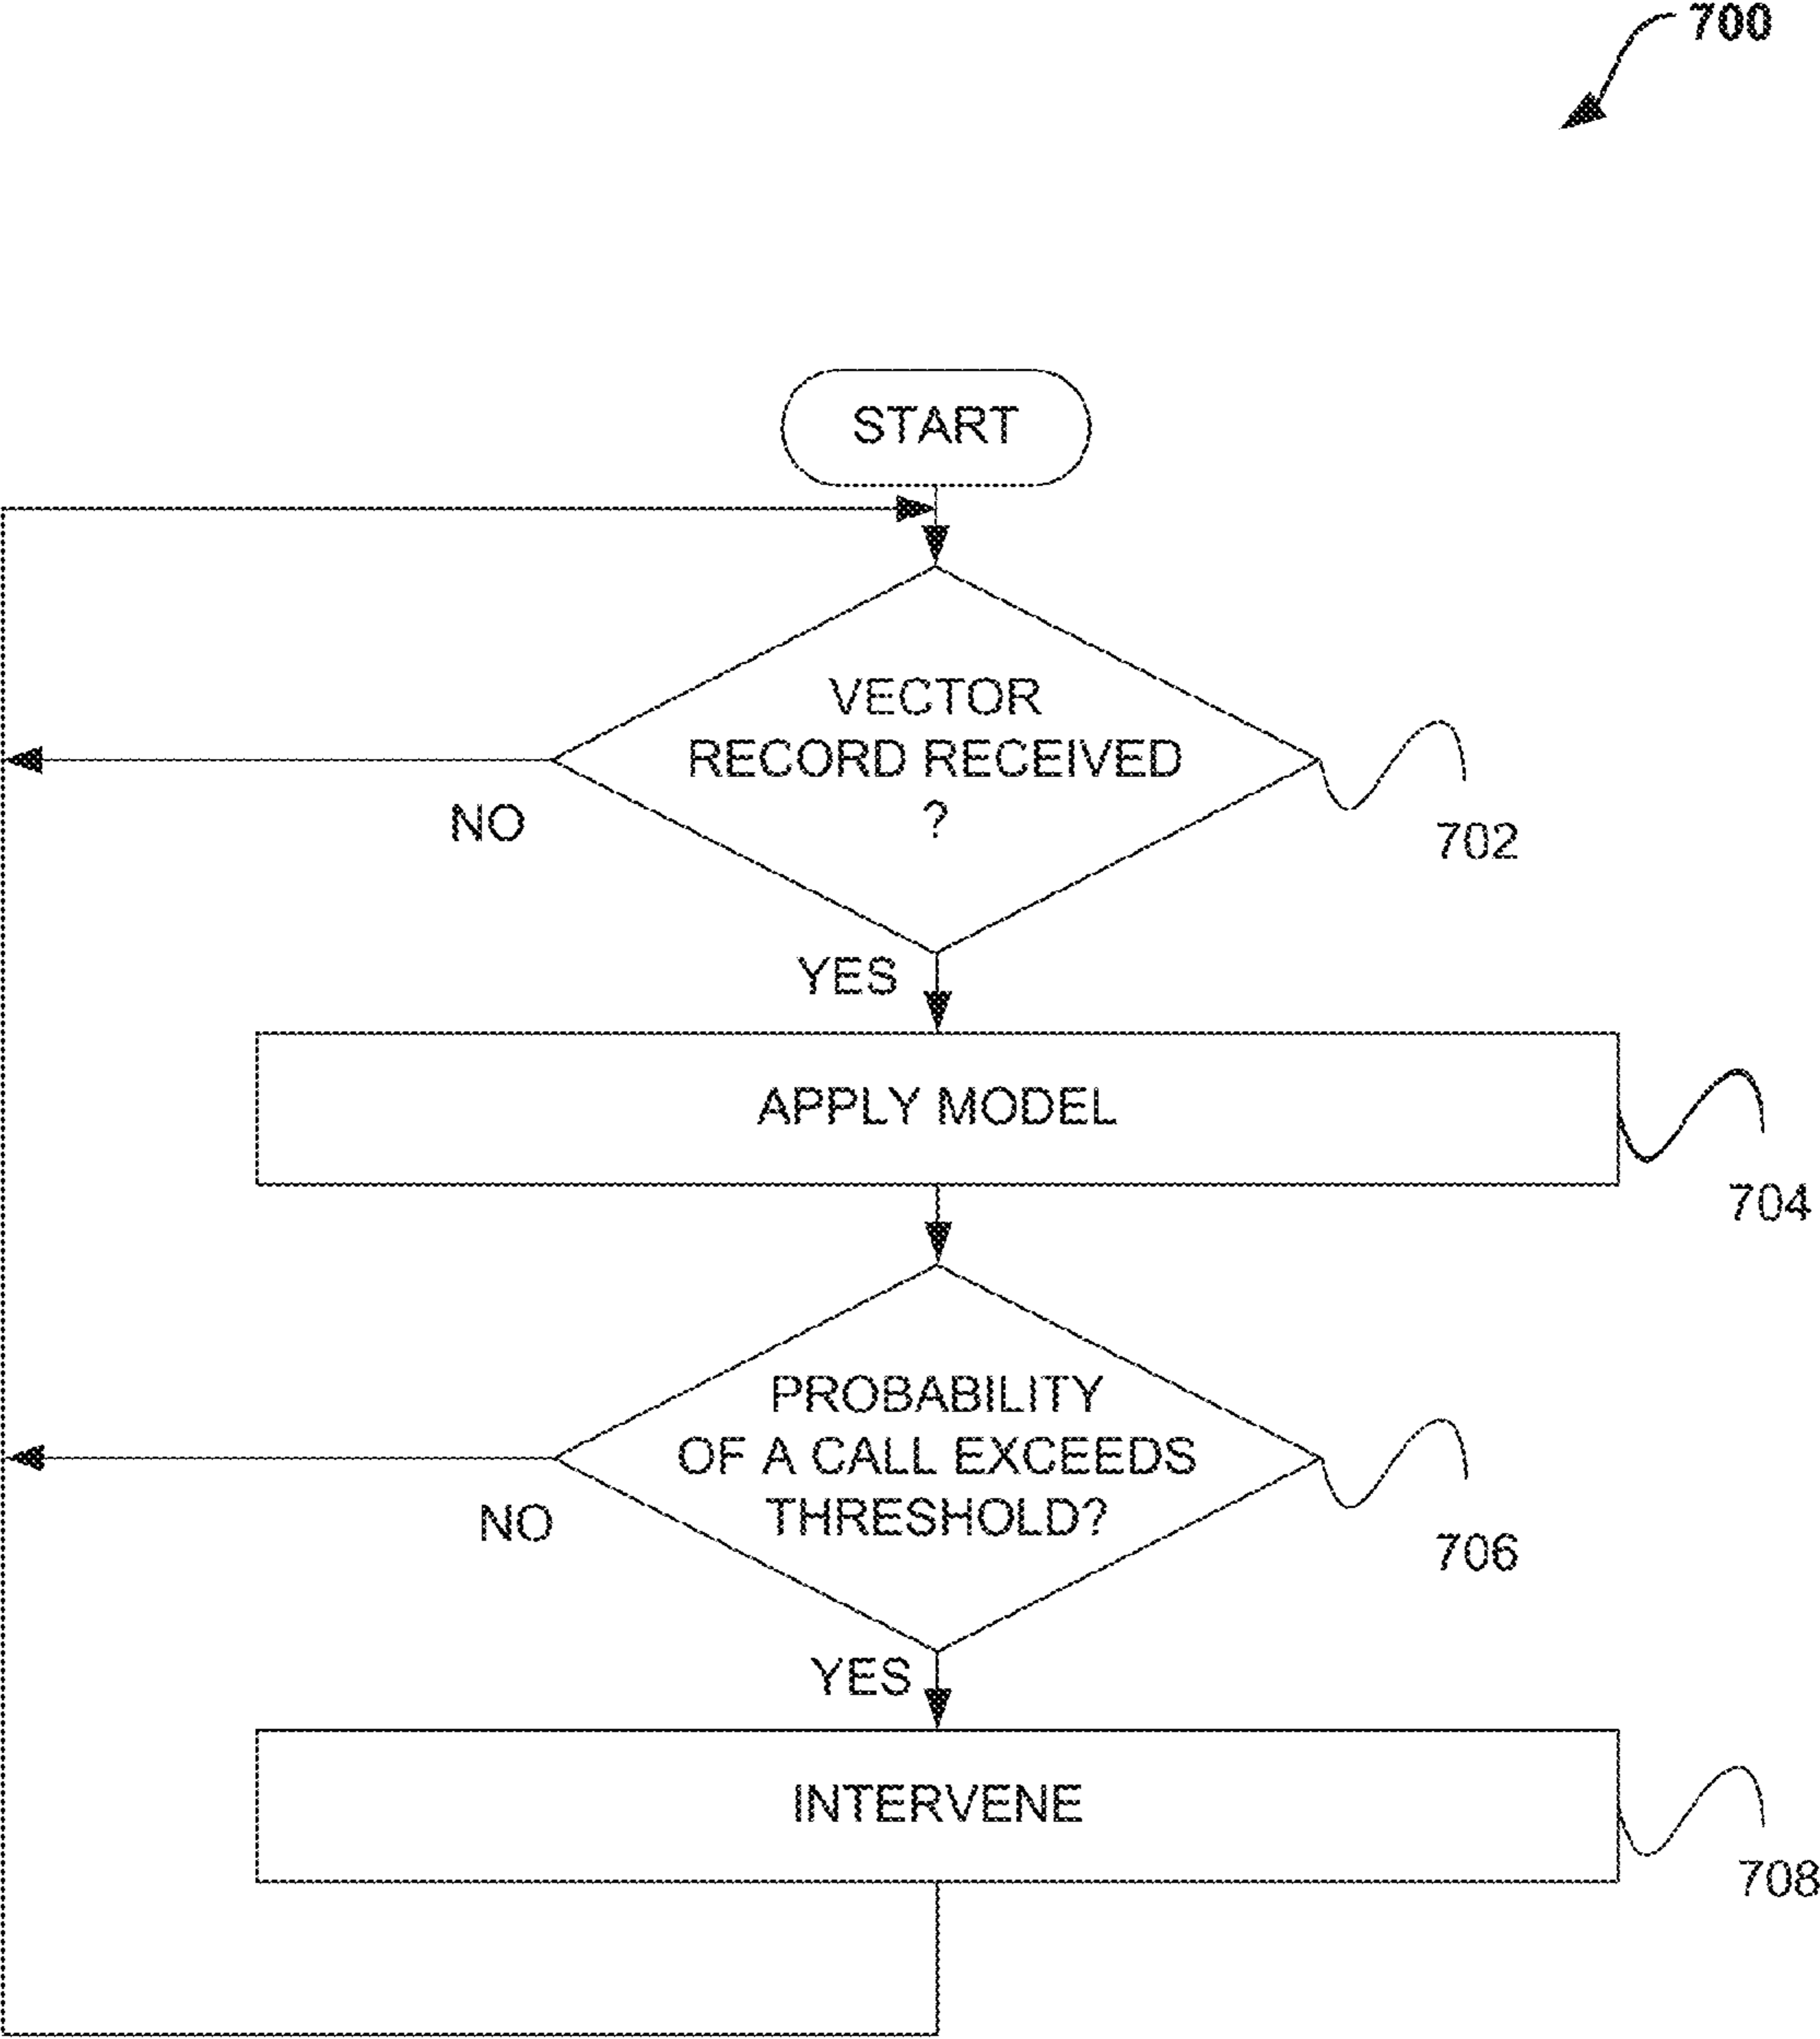 700
START
VECTOR
RECORD RECEIVED
?
NO
702
YES
APPLY MODEL
704
PROBABILITY
OF A CALL EXCEEDS
THRESHOLD?
NO
706
YES
INTERVENE
708